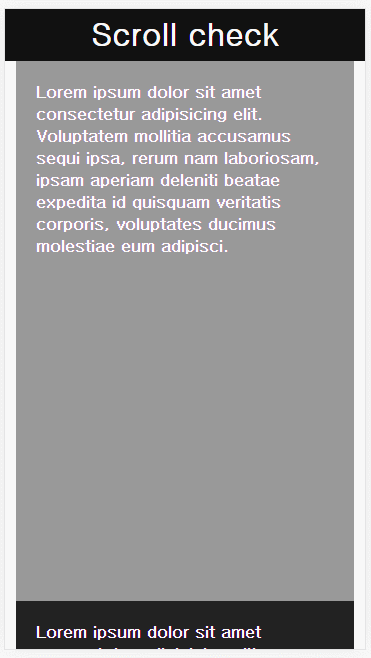 Scroll check
Lorem ipsum dolor sit amet
consectetur adipisicing elit.
Voluptatem mollitia accusamus
sequi ipsa, rerum nam laboriosam,
ipsam aperiam deleniti beatae
expedita id quisquam veritatis
corporis, voluptates ducimus
molestiae eum adipisci.
Lorem ipsum dolor sit amet